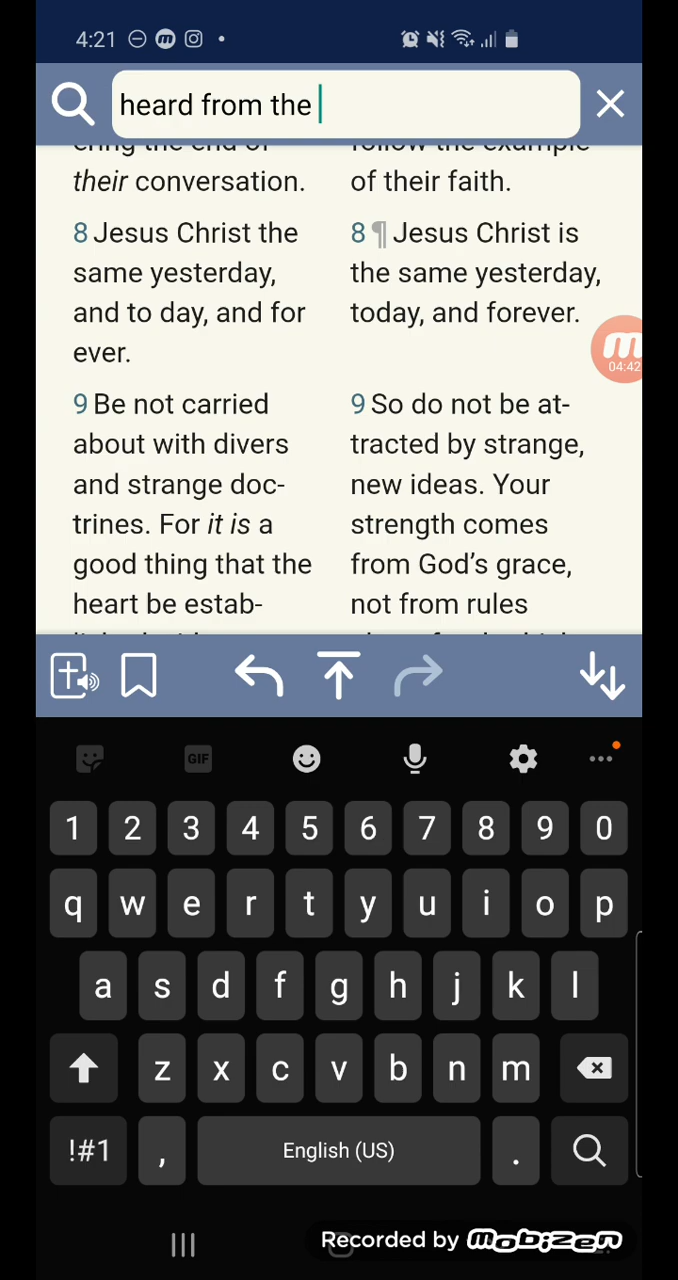 4:21
heard from the
their conversation.
8 Jesus Christ the
same yesterday,
and to day, and for
ever.
9 Be not carried
about with divers
and strange doc-
trines. For it is a
good thing that the
heart be estab-
follow the example
of their faith.
8 ¶ Jesus Christ is
the same yesterday,
today, and forever.
9 So do not be at-
tracted by strange,
new ideas. Your
strength comes
from God's grace,
not from rules
04:42
GIF
1 2 3 4 5 6 7 8 9 0
q w e r t y u i o p
a s d f g h j k l
z x c v b n m
!#1 , English (US) .
Recorded by mobizen